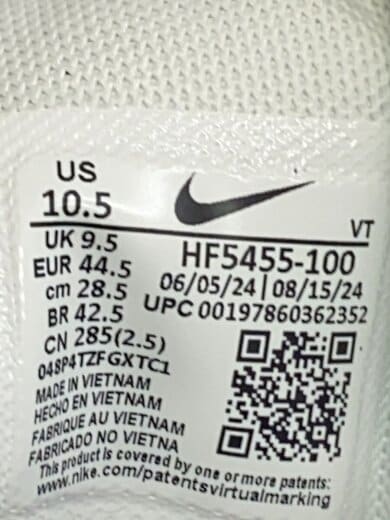 US
10.5
VT
UK 9.5
EUR 44.5
cm 28.5
BR 42.5
CN 285(2.5)
048P4TZFGXTC1
HF5455-100
06/05/24 | 08/15/24
UPC 00197860362352
MADE IN VIETNAM
HECHO EN VIETNAM
FABRIQUE AU VIETNAM
FABRICADO NO VIETNA
This product is covered by one or more patents:
www.nike.com/patentsvirtualmarking